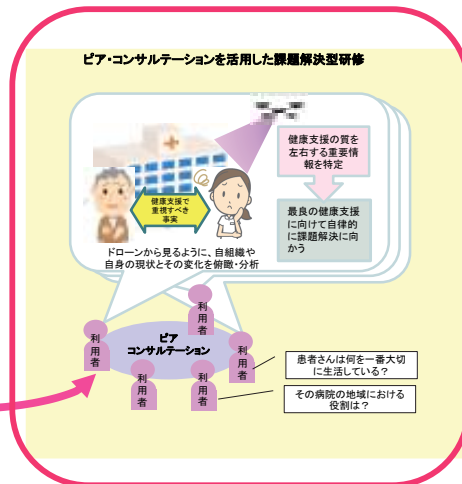 ピア・コンサルテーションを活用した課題解決型研修
健康支援の質を
左右する重要情
報を特定
健康支援で
重視すべき
事実
最良の健康支援
に向けて自律的
に課題解決に向
かう
ドローンから見るように、自組織や
自身の現状とその変化を俯瞰・分析
ピア
コンサルテーション
利用者
利用者
利用者
利用者
利用者
患者さんは何を一番大切
に生活している?
その病院の地域における
役割は?